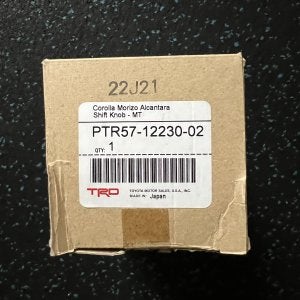 22J21
Corolla Morizo Alcantara
Shift Knob - MT
PTR57-12230-02
QTY: 1
TRD
TOYOTA MOTOR SALES, U.S.A., INC.
MADE IN Japan